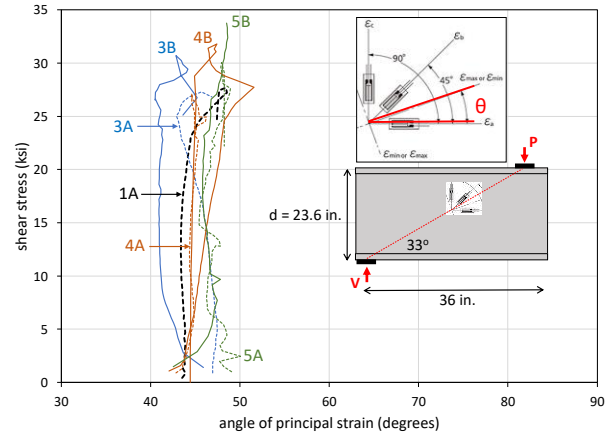 35
30
25
20
15
10
5
0
shear stress (ksi)
30 40 50 60 70 80 90
angle of principal strain (degrees)
3B
4B
5B
3A
1A
4A
5A
εc
90°
εb
45°
εmax or εmin
θ
εa
εmin or εmax
P
d = 23.6 in.
33°
V
36 in.